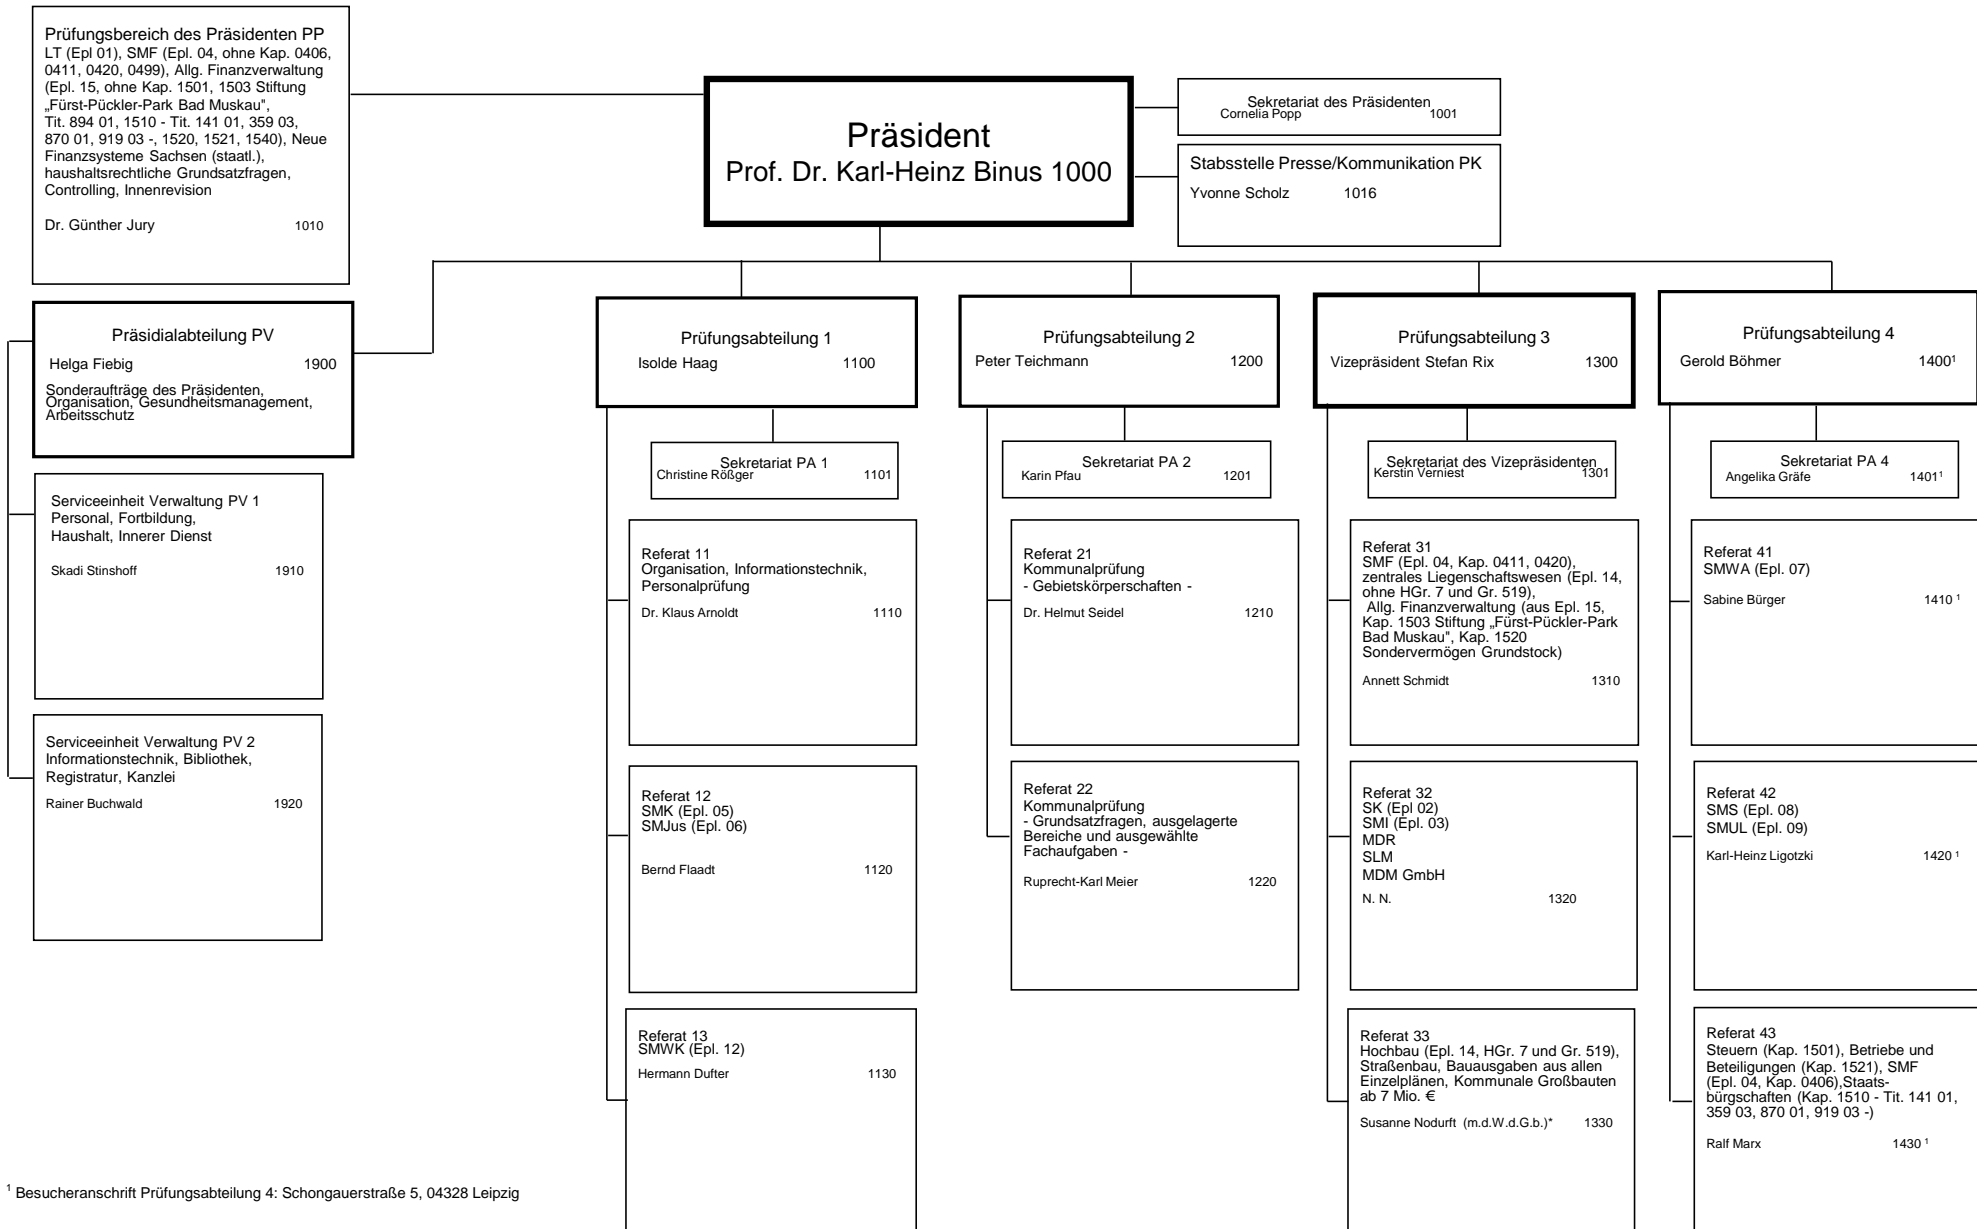 Prüfungsbereich des Präsidenten PP
LT (Epl 01), SMF (Epl. 04, ohne Kap. 0406,
0411, 0420, 0499), Allg. Finanzverwaltung
(Epl. 15, ohne Kap. 1501, 1503 Stiftung
„Fürst-Pückler-Park Bad Muskau",
Tit. 894 01, 1510 - Tit. 141 01, 359 03,
870 01, 919 03 -, 1520, 1521, 1540), Neue
Finanzsysteme Sachsen (staatl.),
haushaltsrechtliche Grundsatzfragen,
Controlling, Innenrevision
Dr. Günther Jury 1010
Präsident
Prof. Dr. Karl-Heinz Binus 1000
Sekretariat des Präsidenten
Cornelia Popp 1001
Stabsstelle Presse/Kommunikation PK
Yvonne Scholz 1016
Präsidialabteilung PV
Helga Fiebig 1900
Sonderaufträge des Präsidenten,
Organisation, Gesundheitsmanagement,
Arbeitsschutz
Serviceeinheit Verwaltung PV 1
Personal, Fortbildung,
Haushalt, Innerer Dienst
Skadi Stinshoff 1910
Serviceeinheit Verwaltung PV 2
Informationstechnik, Bibliothek,
Registratur, Kanzlei
Rainer Buchwald 1920
Prüfungsabteilung 1
Isolde Haag 1100
Sekretariat PA 1
Christine Rößger 1101
Referat 11
Organisation, Informationstechnik,
Personalprüfung
Dr. Klaus Arnoldt 1110
Referat 12
SMK (Epl. 05)
SMJus (Epl. 06)
Bernd Flaadt 1120
Referat 13
SMWK (Epl. 12)
Hermann Dufter 1130
Prüfungsabteilung 2
Peter Teichmann 1200
Sekretariat PA 2
Karin Pfau 1201
Referat 21
Kommunalprüfung
- Gebietskörperschaften -
Dr. Helmut Seidel 1210
Referat 22
Kommunalprüfung
- Grundsatzfragen, ausgelagerte
Bereiche und ausgewählte
Fachaufgaben -
Ruprecht-Karl Meier 1220
Prüfungsabteilung 3
Vizepräsident Stefan Rix 1300
Sekretariat des Vizepräsidenten
Kerstin Verniest 1301
Referat 31
SMF (Epl. 04, Kap. 0411, 0420),
zentrales Liegenschaftswesen (Epl. 14,
ohne HGr. 7 und Gr. 519),
Allg. Finanzverwaltung (aus Epl. 15,
Kap. 1503 Stiftung „Fürst-Pückler-Park
Bad Muskau", Kap. 1520
Sondervermögen Grundstock)
Annett Schmidt 1310
Referat 32
SK (Epl 02)
SMI (Epl. 03)
MDR
SLM
MDM GmbH
N. N. 1320
Referat 33
Hochbau (Epl. 14, HGr. 7 und Gr. 519),
Straßenbau, Bauausgaben aus allen
Einzelplänen, Kommunale Großbauten
ab 7 Mio. €
Susanne Nodurft (m.d.W.d.G.b.)* 1330
Prüfungsabteilung 4
Gerold Böhmer 1400¹
Sekretariat PA 4
Angelika Gräfe 1401¹
Referat 41
SMWA (Epl. 07)
Sabine Bürger 1410 ¹
Referat 42
SMS (Epl. 08)
SMUL (Epl. 09)
Karl-Heinz Ligotzki 1420 ¹
Referat 43
Steuern (Kap. 1501), Betriebe und
Beteiligungen (Kap. 1521), SMF
(Epl. 04, Kap. 0406),Staats-
bürgschaften (Kap. 1510 - Tit. 141 01,
359 03, 870 01, 919 03 -)
Ralf Marx 1430 ¹
¹ Besucheranschrift Prüfungsabteilung 4: Schongauerstraße 5, 04328 Leipzig